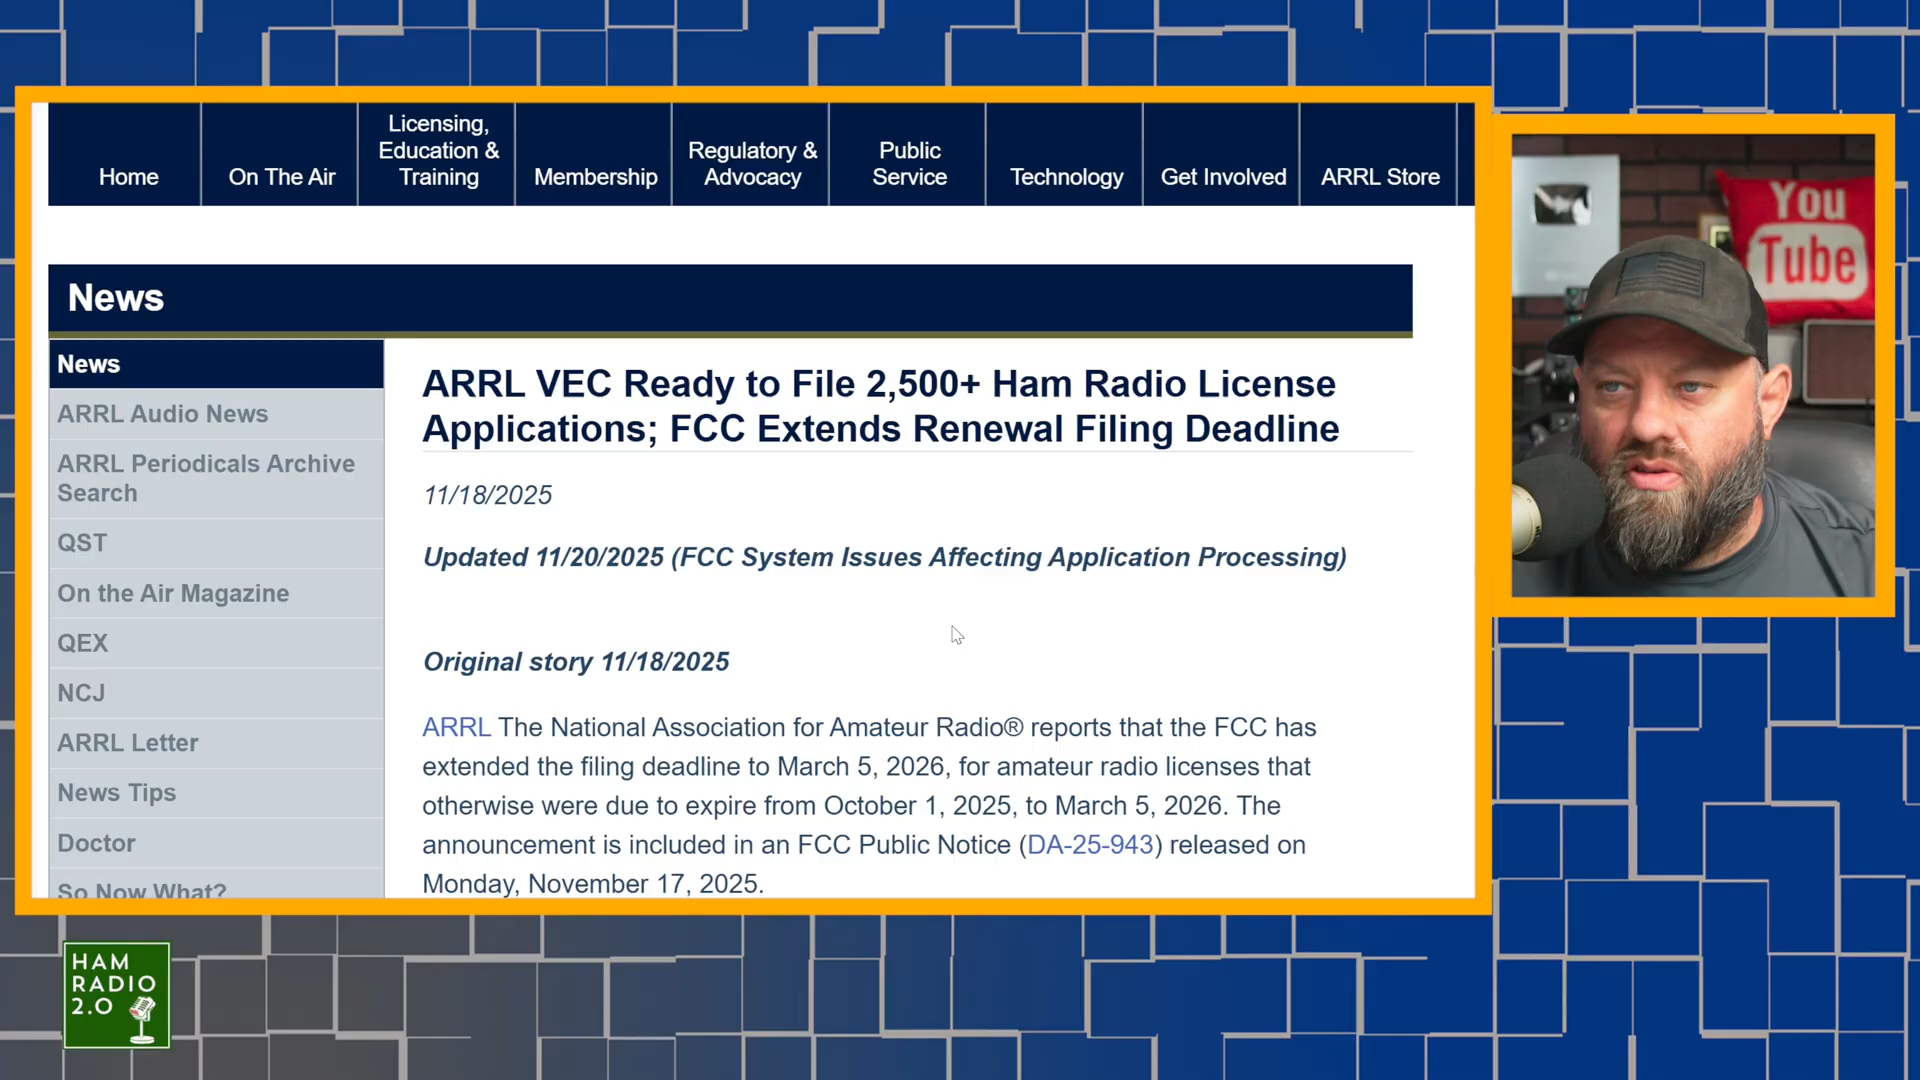 Home
On The Air
Licensing,
Education &
Training
Membership
Regulatory &
Advocacy
Public
Service
Technology
Get Involved
ARRL Store
News
News
ARRL Audio News
ARRL Periodicals Archive
Search
QST
On the Air Magazine
QEX
NCJ
ARRL Letter
News Tips
Doctor
So Now What?
ARRL VEC Ready to File 2,500+ Ham Radio License
Applications; FCC Extends Renewal Filing Deadline
11/18/2025
Updated 11/20/2025 (FCC System Issues Affecting Application Processing)
Original story 11/18/2025
ARRL The National Association for Amateur Radio® reports that the FCC has
extended the filing deadline to March 5, 2026, for amateur radio licenses that
otherwise were due to expire from October 1, 2025, to March 5, 2026. The
announcement is included in an FCC Public Notice (DA-25-943) released on
Monday, November 17, 2025.
You
Tube
HAM
RADIO
2.0